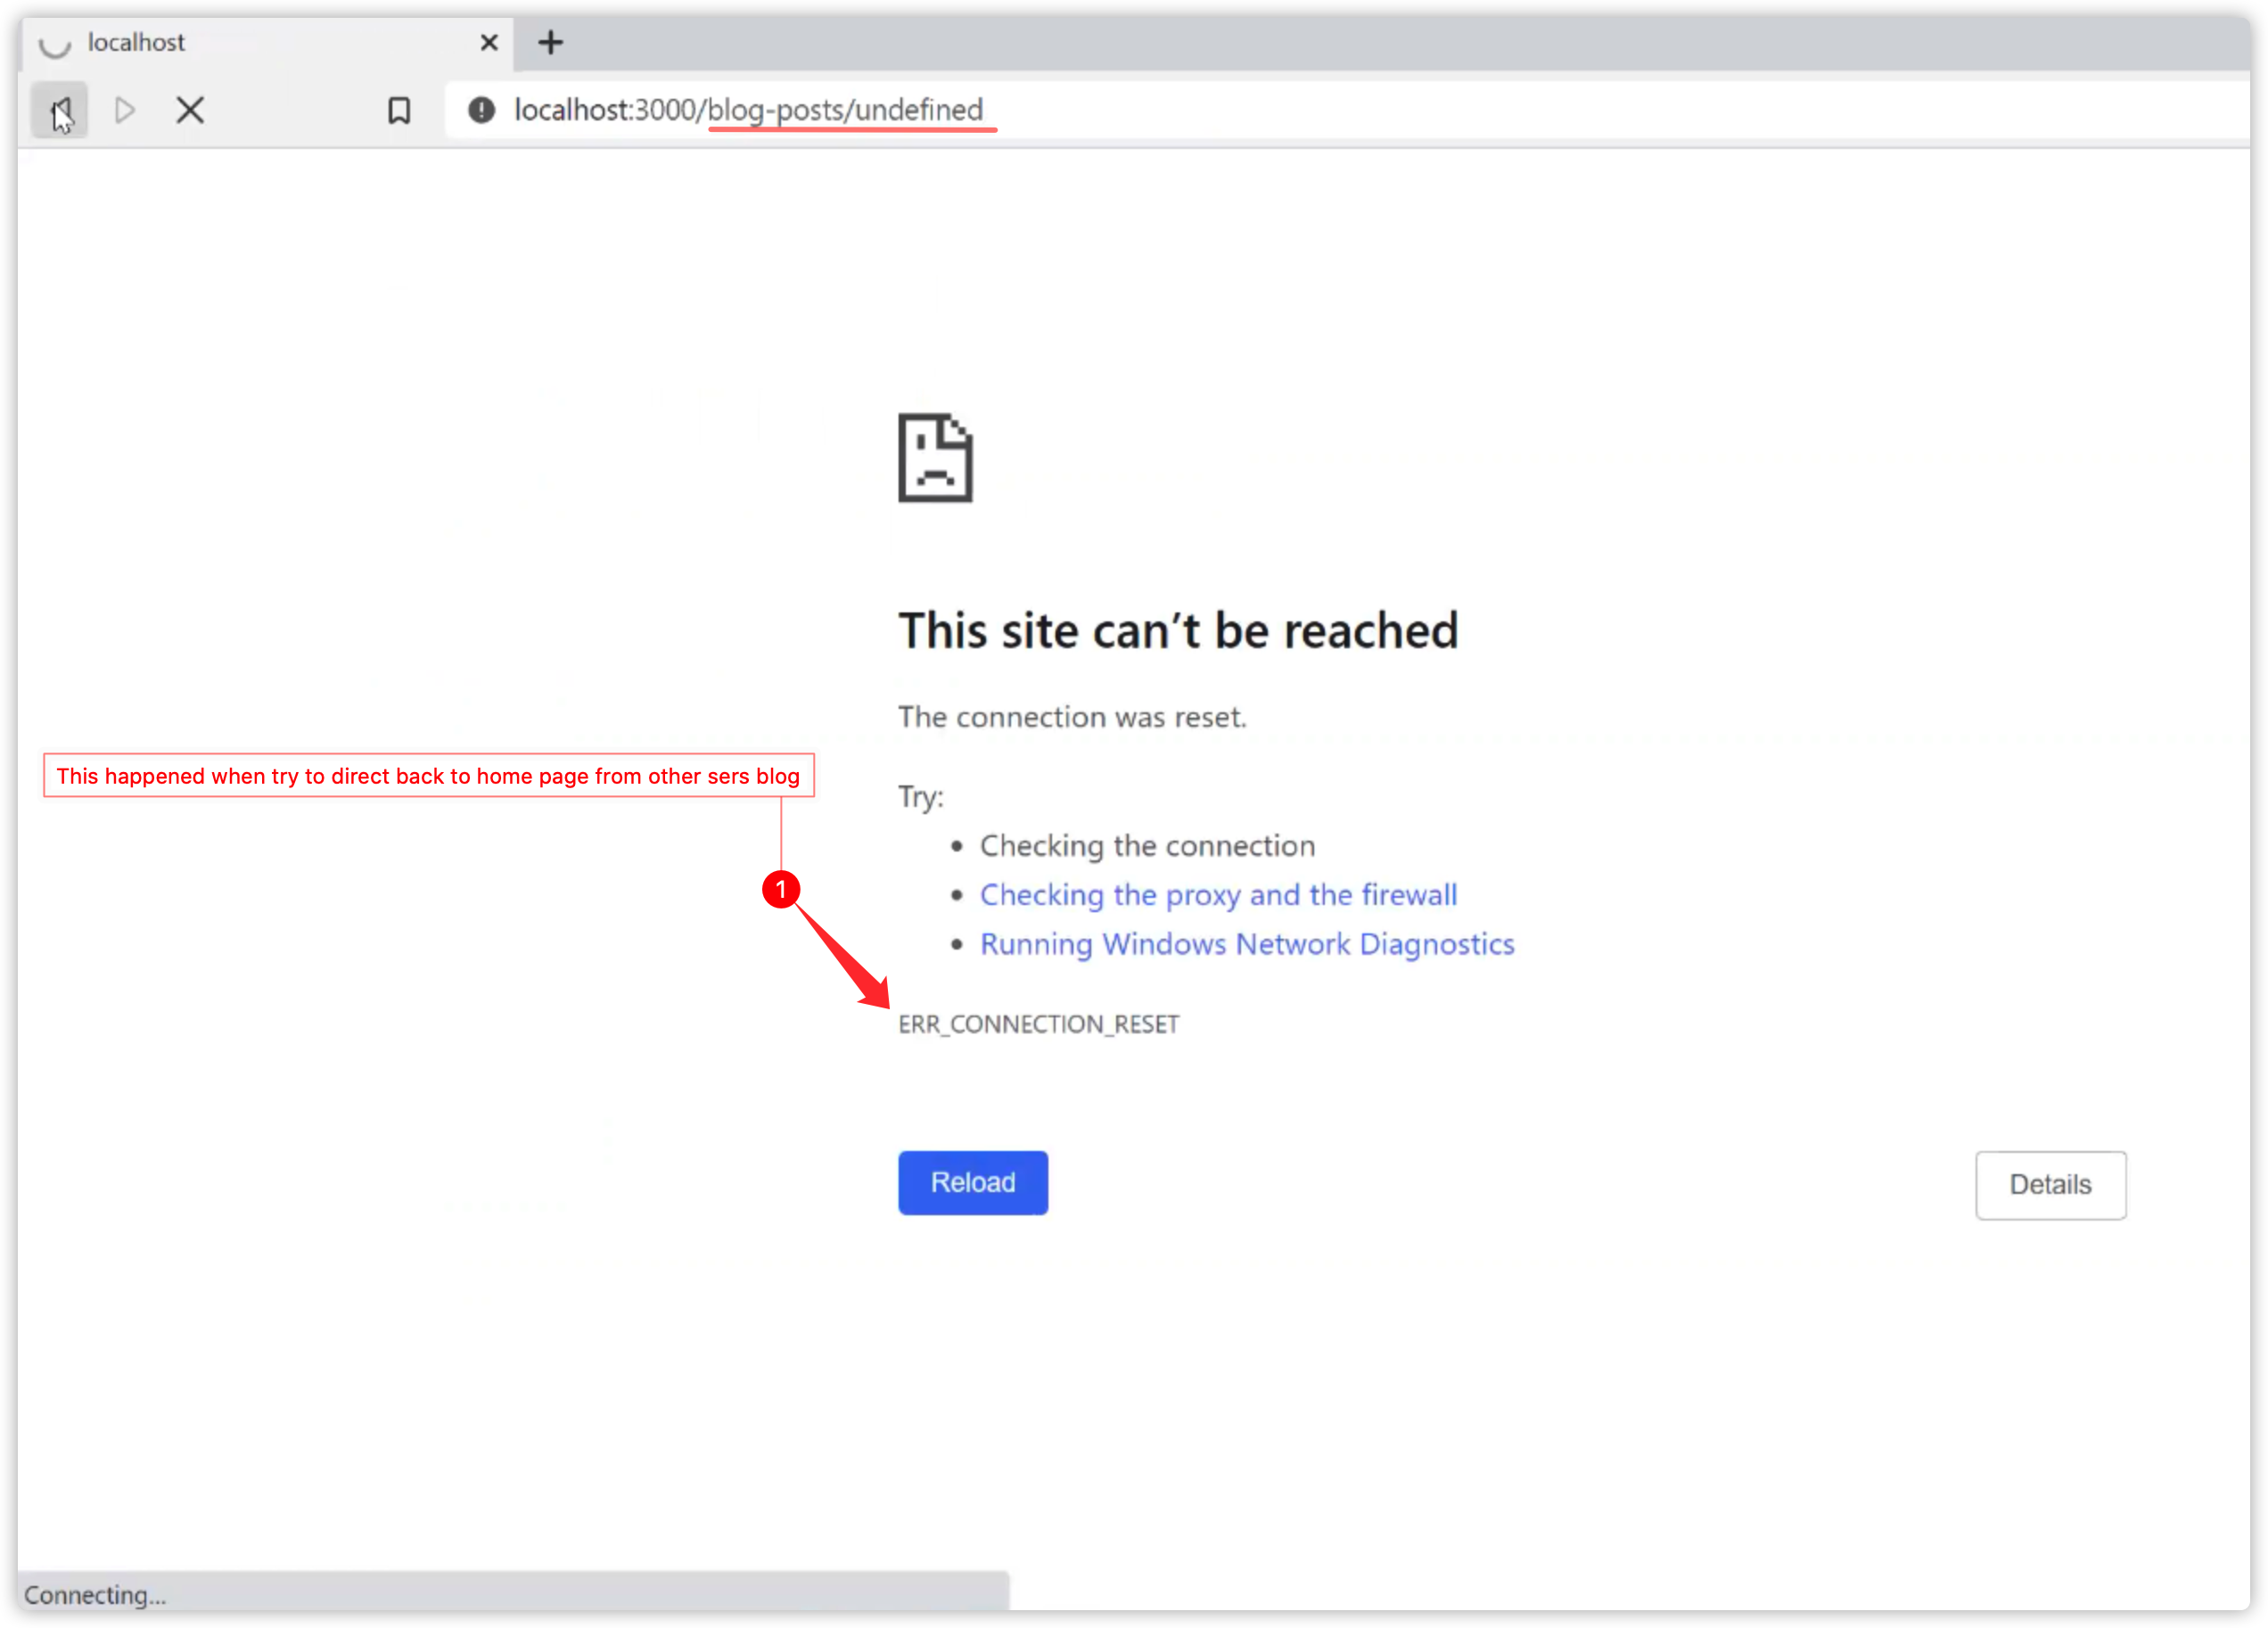 localhost
localhost:3000/blog-posts/undefined
This site can’t be reached
The connection was reset.
This happened when try to direct back to home page from other sers blog
Try:
Checking the connection
1
Checking the proxy and the firewall
Running Windows Network Diagnostics
ERR_CONNECTION_RESET
Reload
Details
Connecting...